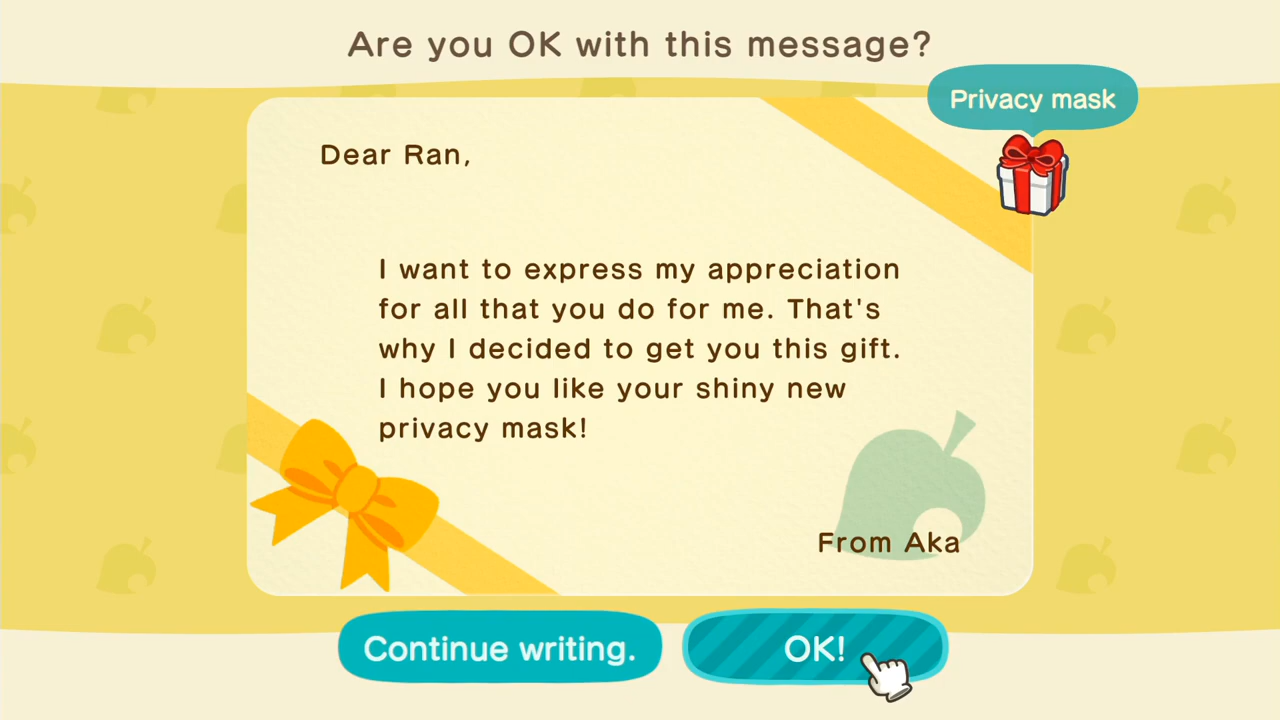 Are you OK with this message?
Privacy mask
Dear Ran,
I want to express my appreciation
for all that you do for me. That's
why I decided to get you this gift.
I hope you like your shiny new
privacy mask!
From Aka
Continue writing.
OK!